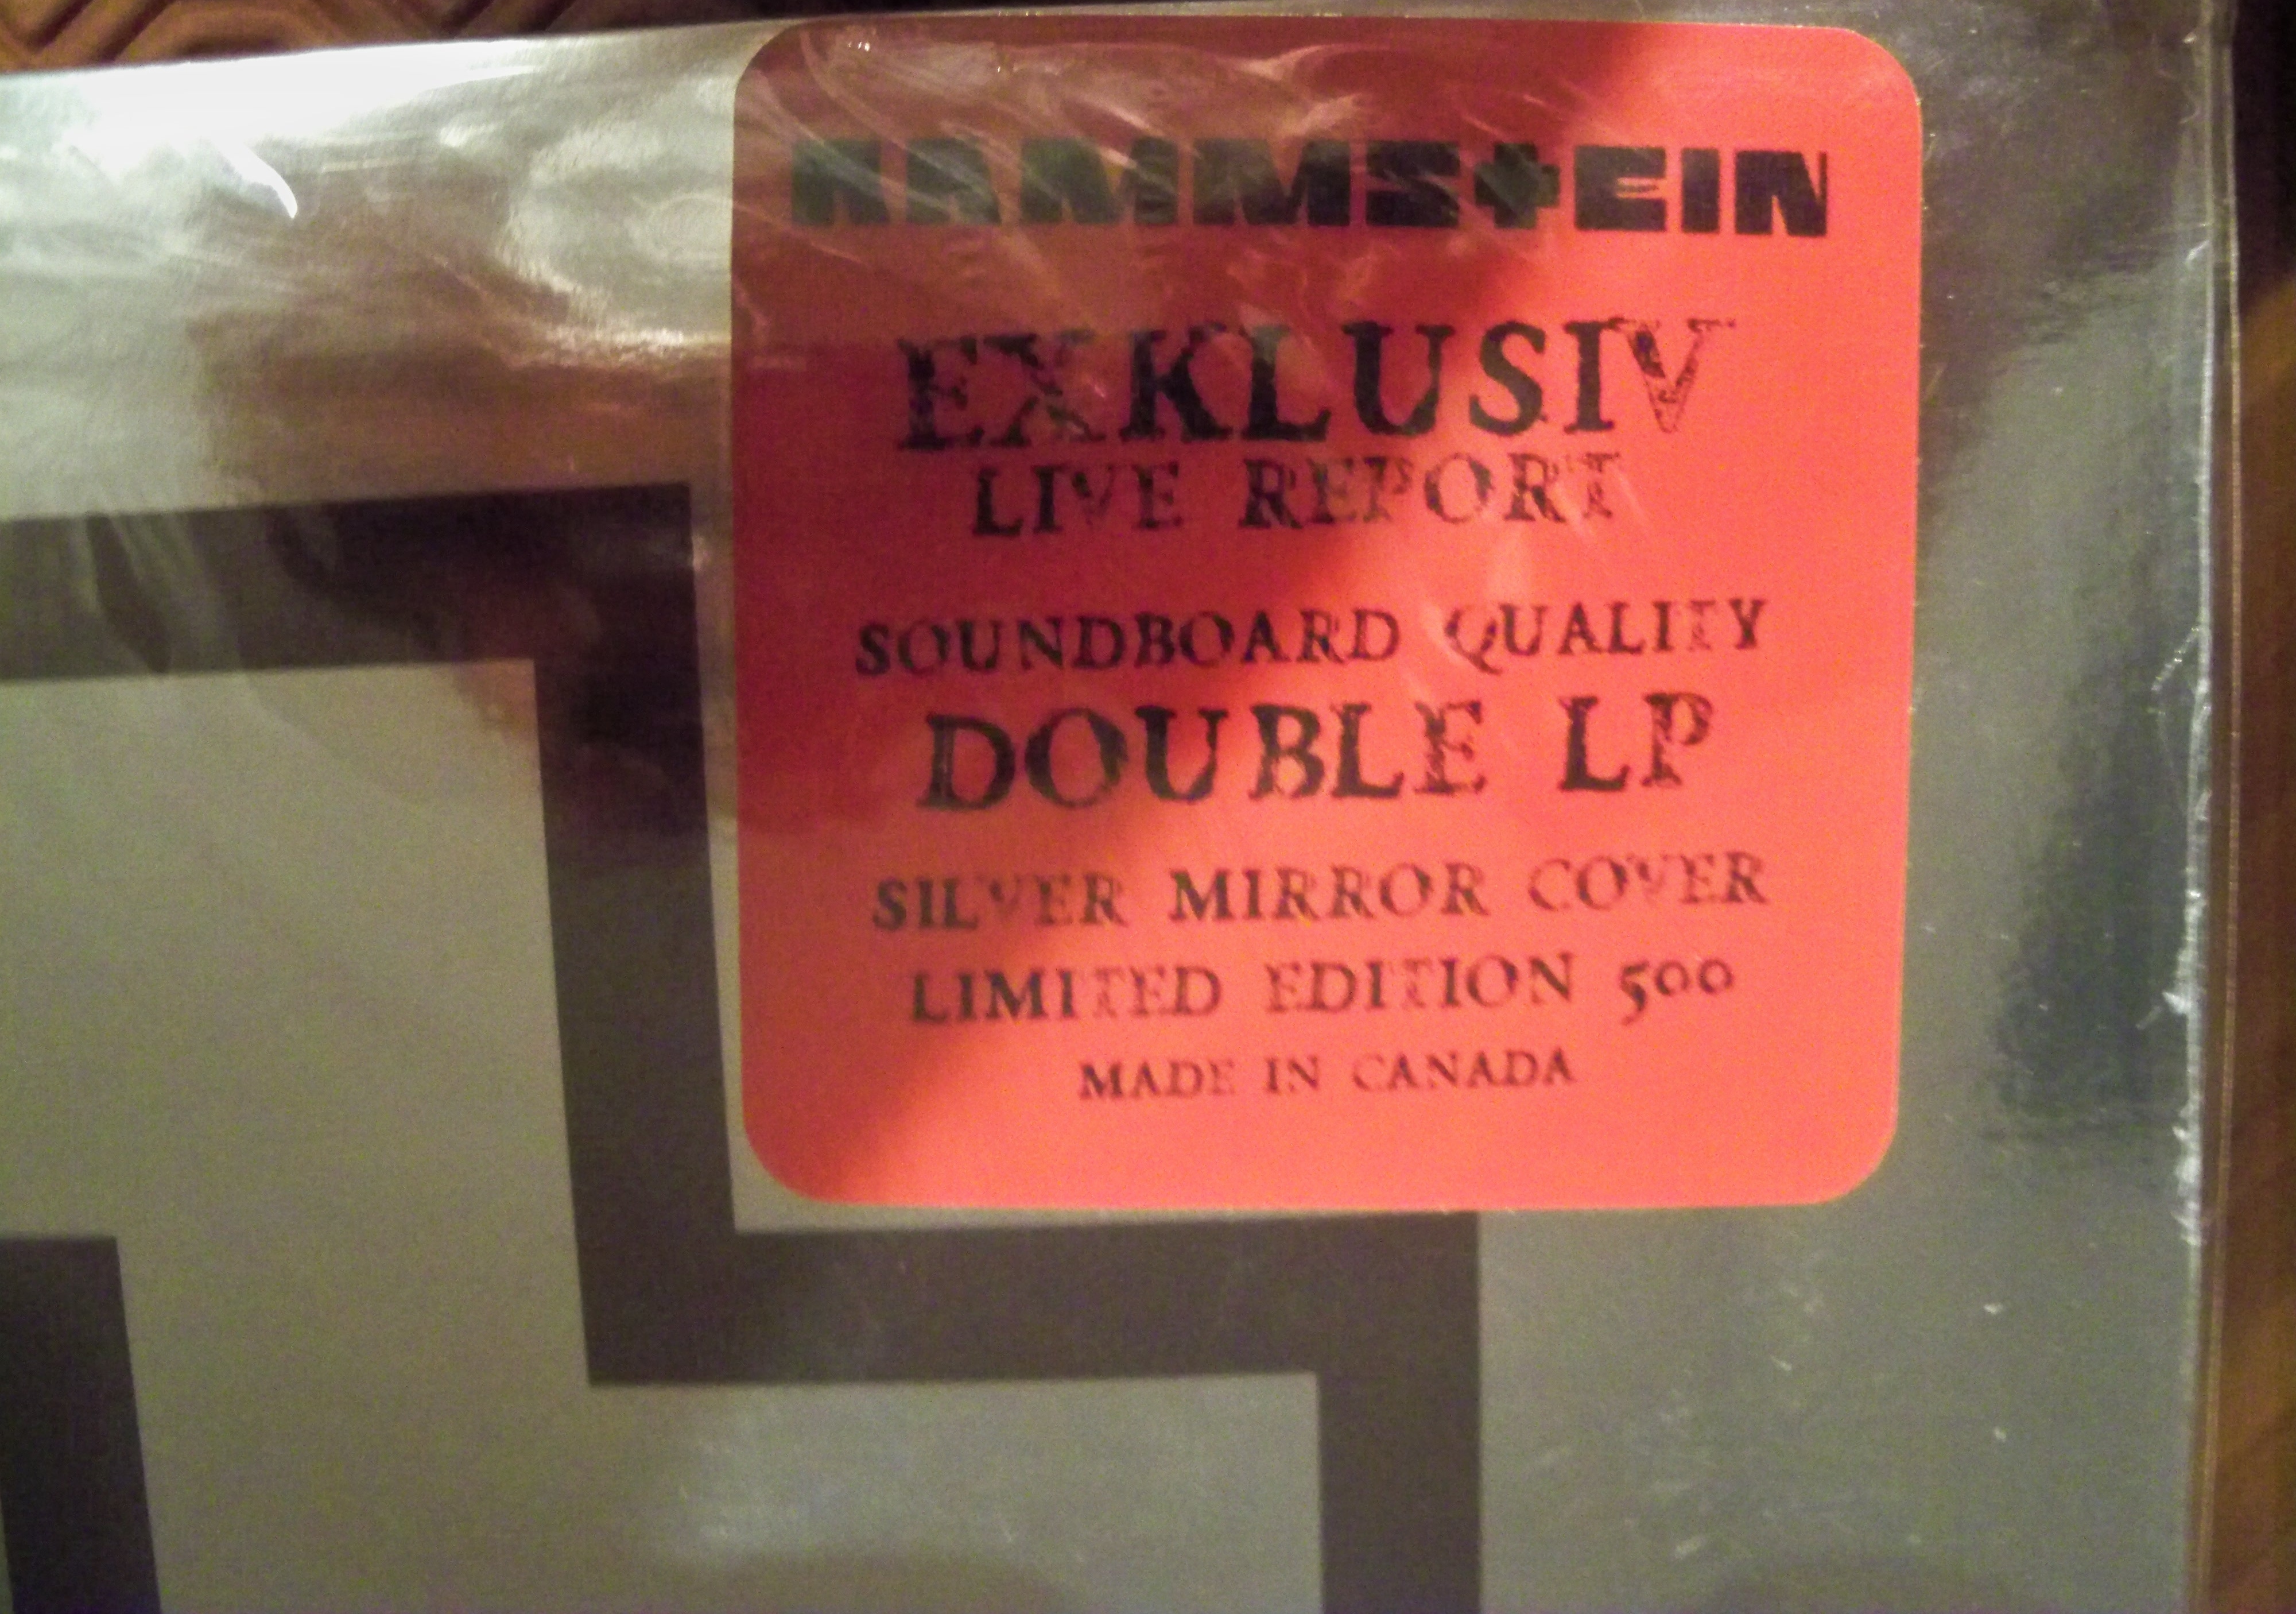 RAMMSTEIN
EXKLUSIV
LIVE REPORT
SOUNDBOARD QUALITY
DOUBLE LP
SILVER MIRROR COVER
LIMITED EDITION 500
MADE IN CANADA